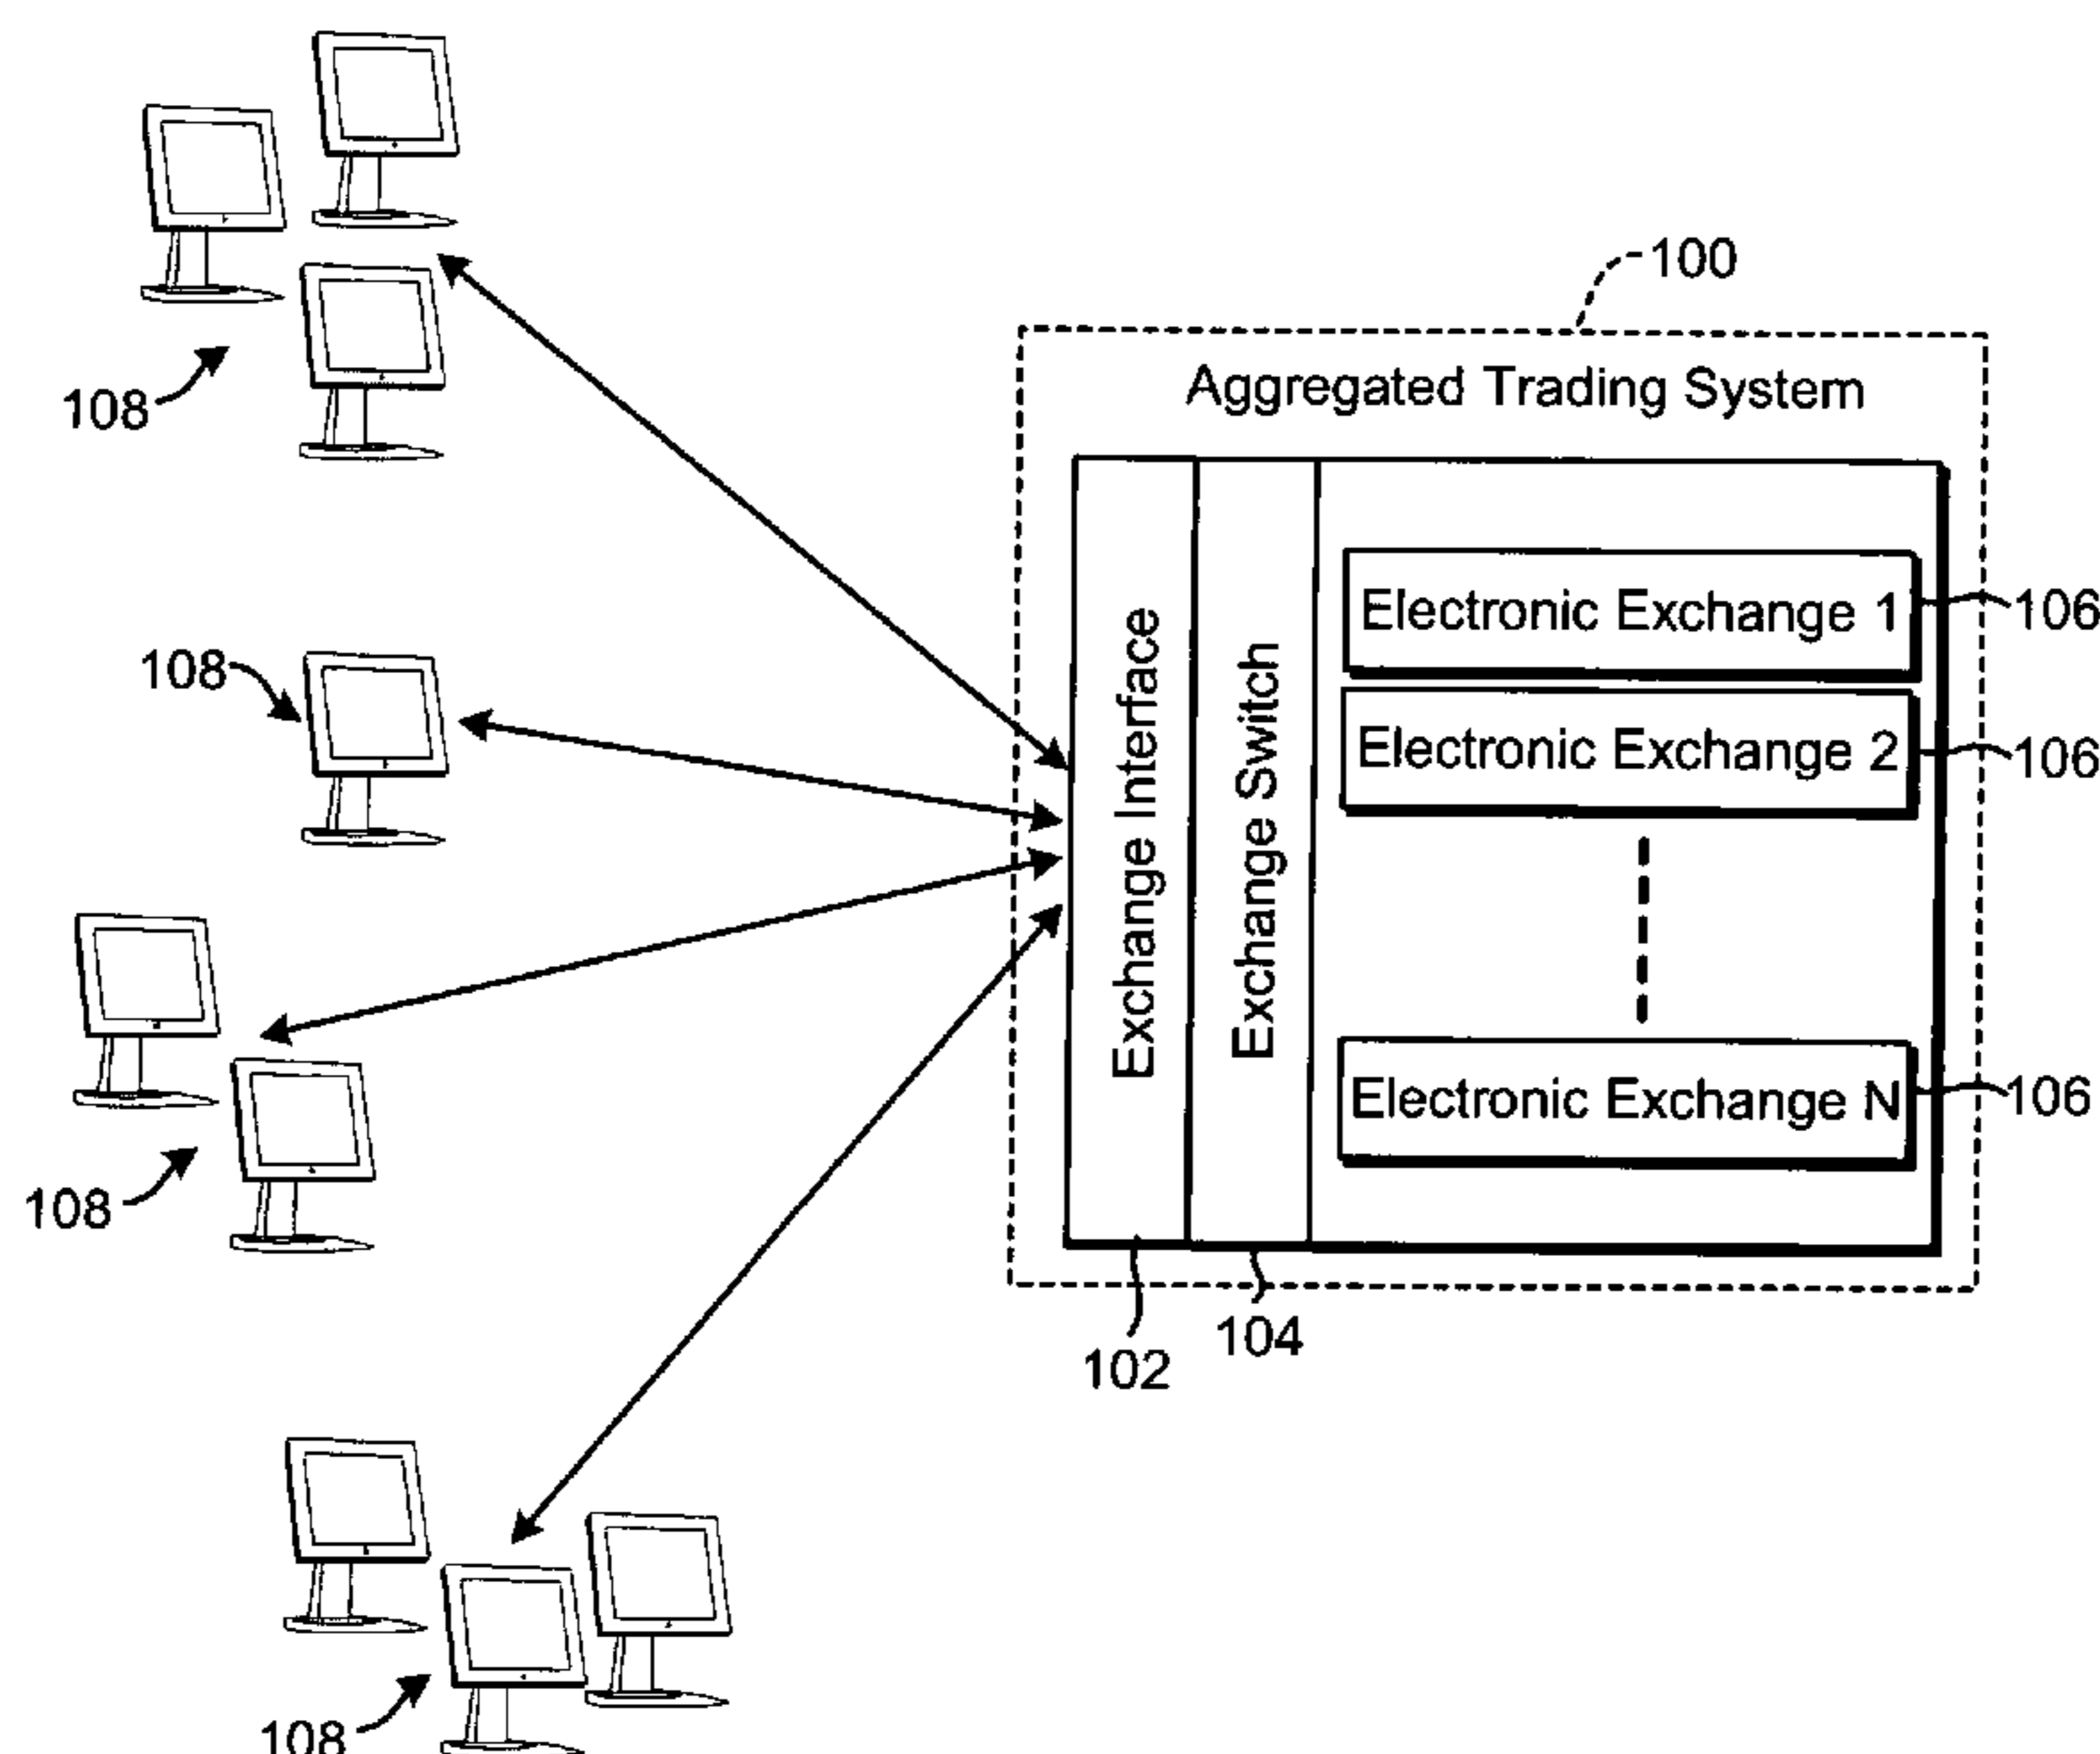 100
Aggregated Trading System
108
Exchange Interface
Exchange Switch
Electronic Exchange 1
106
108
Electronic Exchange 2
106
Electronic Exchange N
106
108
102
104
108